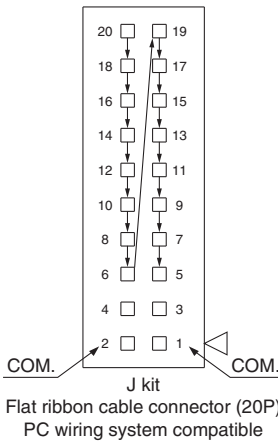 20 19
18 17
16 15
14 13
12 11
10 9
8 7
6 5
4 3
2 1
COM. COM.
J kit
Flat ribbon cable connector (20P)
PC wiring system compatible